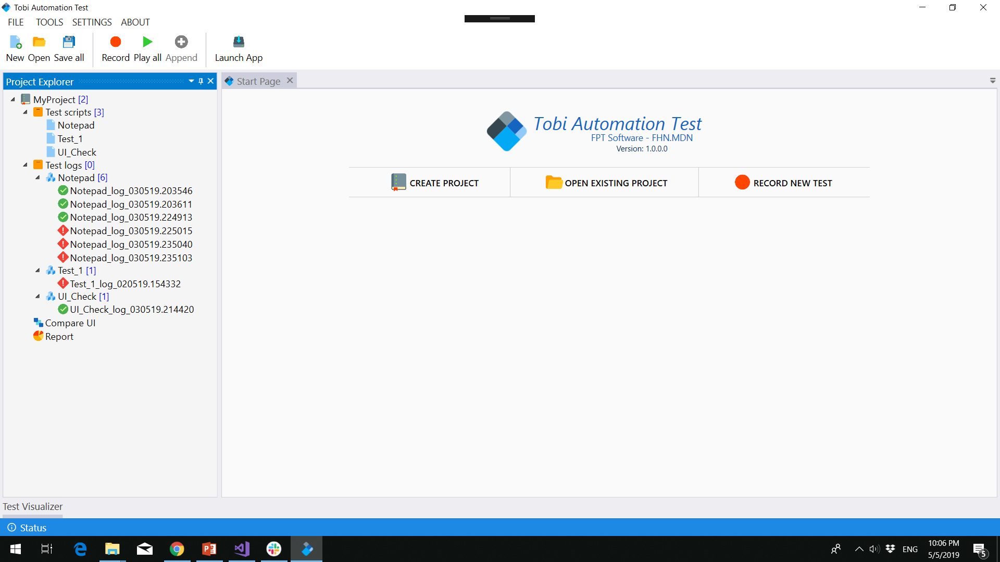 Tobi Automation Test
FILE TOOLS SETTINGS ABOUT
New Open Save all Record Play all Append Launch App
Project Explorer
Start Page
MyProject [2]
Test scripts [3]
Notepad
Test_1
UI_Check
Test logs [0]
Notepad [6]
Notepad_log_030519.203546
Notepad_log_030519.203611
Notepad_log_030519.224913
Notepad_log_030519.225015
Notepad_log_030519.235040
Notepad_log_030519.235103
Test_1 [1]
Test_1_log_020519.154332
UI_Check [1]
UI_Check_log_030519.214420
Compare UI
Report
Tobi Automation Test
FPT Software - FHN.MDN
Version: 1.0.0.0
CREATE PROJECT OPEN EXISTING PROJECT RECORD NEW TEST
Test Visualizer
Status
ENG
10:06 PM
5/5/2019
5